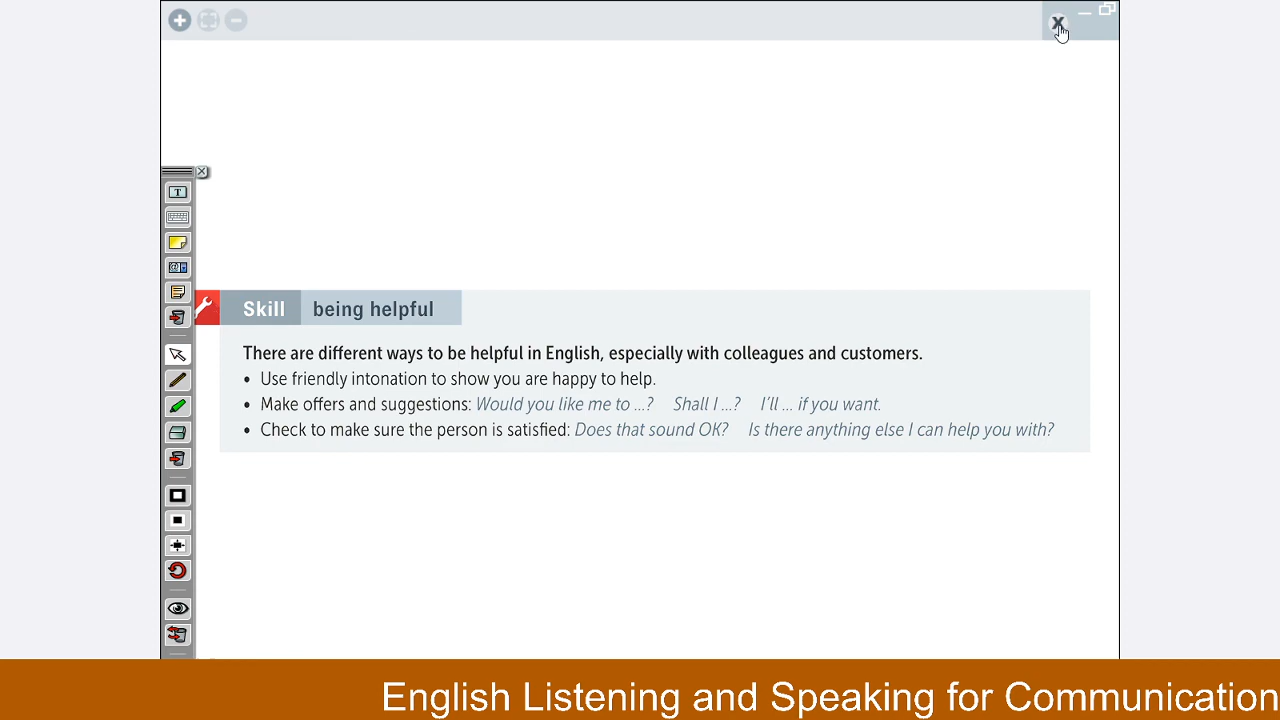 X
T
Skill being helpful
There are different ways to be helpful in English, especially with colleagues and customers.
• Use friendly intonation to show you are happy to help.
• Make offers and suggestions: Would you like me to ...? Shall I ...? I'll ... if you want.
• Check to make sure the person is satisfied: Does that sound OK? Is there anything else I can help you with?
English Listening and Speaking for Communication